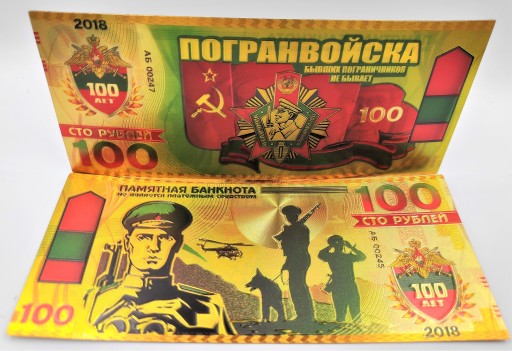 2018
АБ 00247
100
ЛЕТ
СТО РУБЛЕЙ
100
ПОГРАНВОЙСКА
БЫВШИХ ПОГРАНИЧНИКОВ
НЕ БЫВАЕТ
100
ПАМЯТНАЯ БАНКНОТА
НЕ ЯВЛЯЕТСЯ ПЛАТЕЖНЫМ СРЕДСТВОМ
100
СТО РУБЛЕЙ
АБ 00245
100
ЛЕТ
2018
100